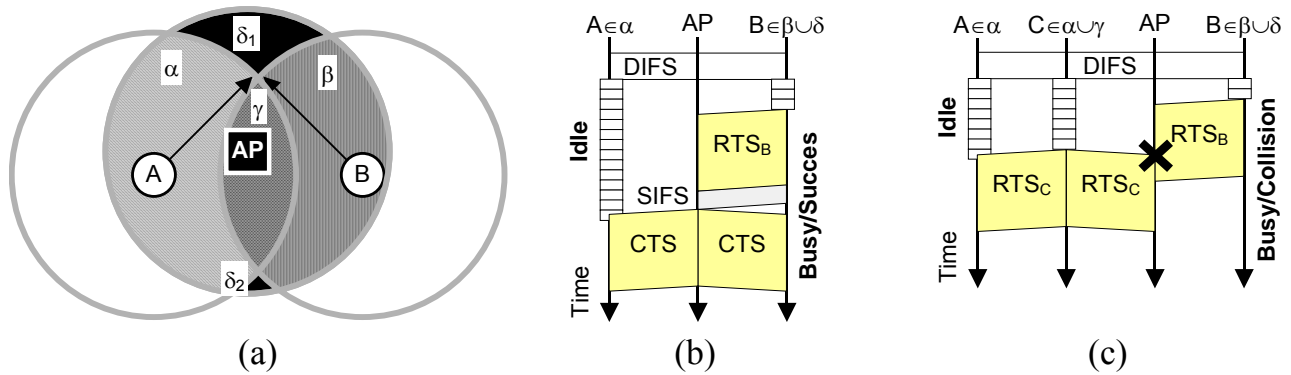 δ1
α
β
γ
AP
A
B
(a)
A∈α
AP
B∈β∪δ
DIFS
Idle
RTSB
SIFS
CTS
CTS
Busy/Succes
Time
(b)
A∈α
C∈α∪γ
AP
B∈β∪δ
DIFS
Idle
RTSB
RTSC
RTSC
Busy/Collision
Time
(c)
δ2